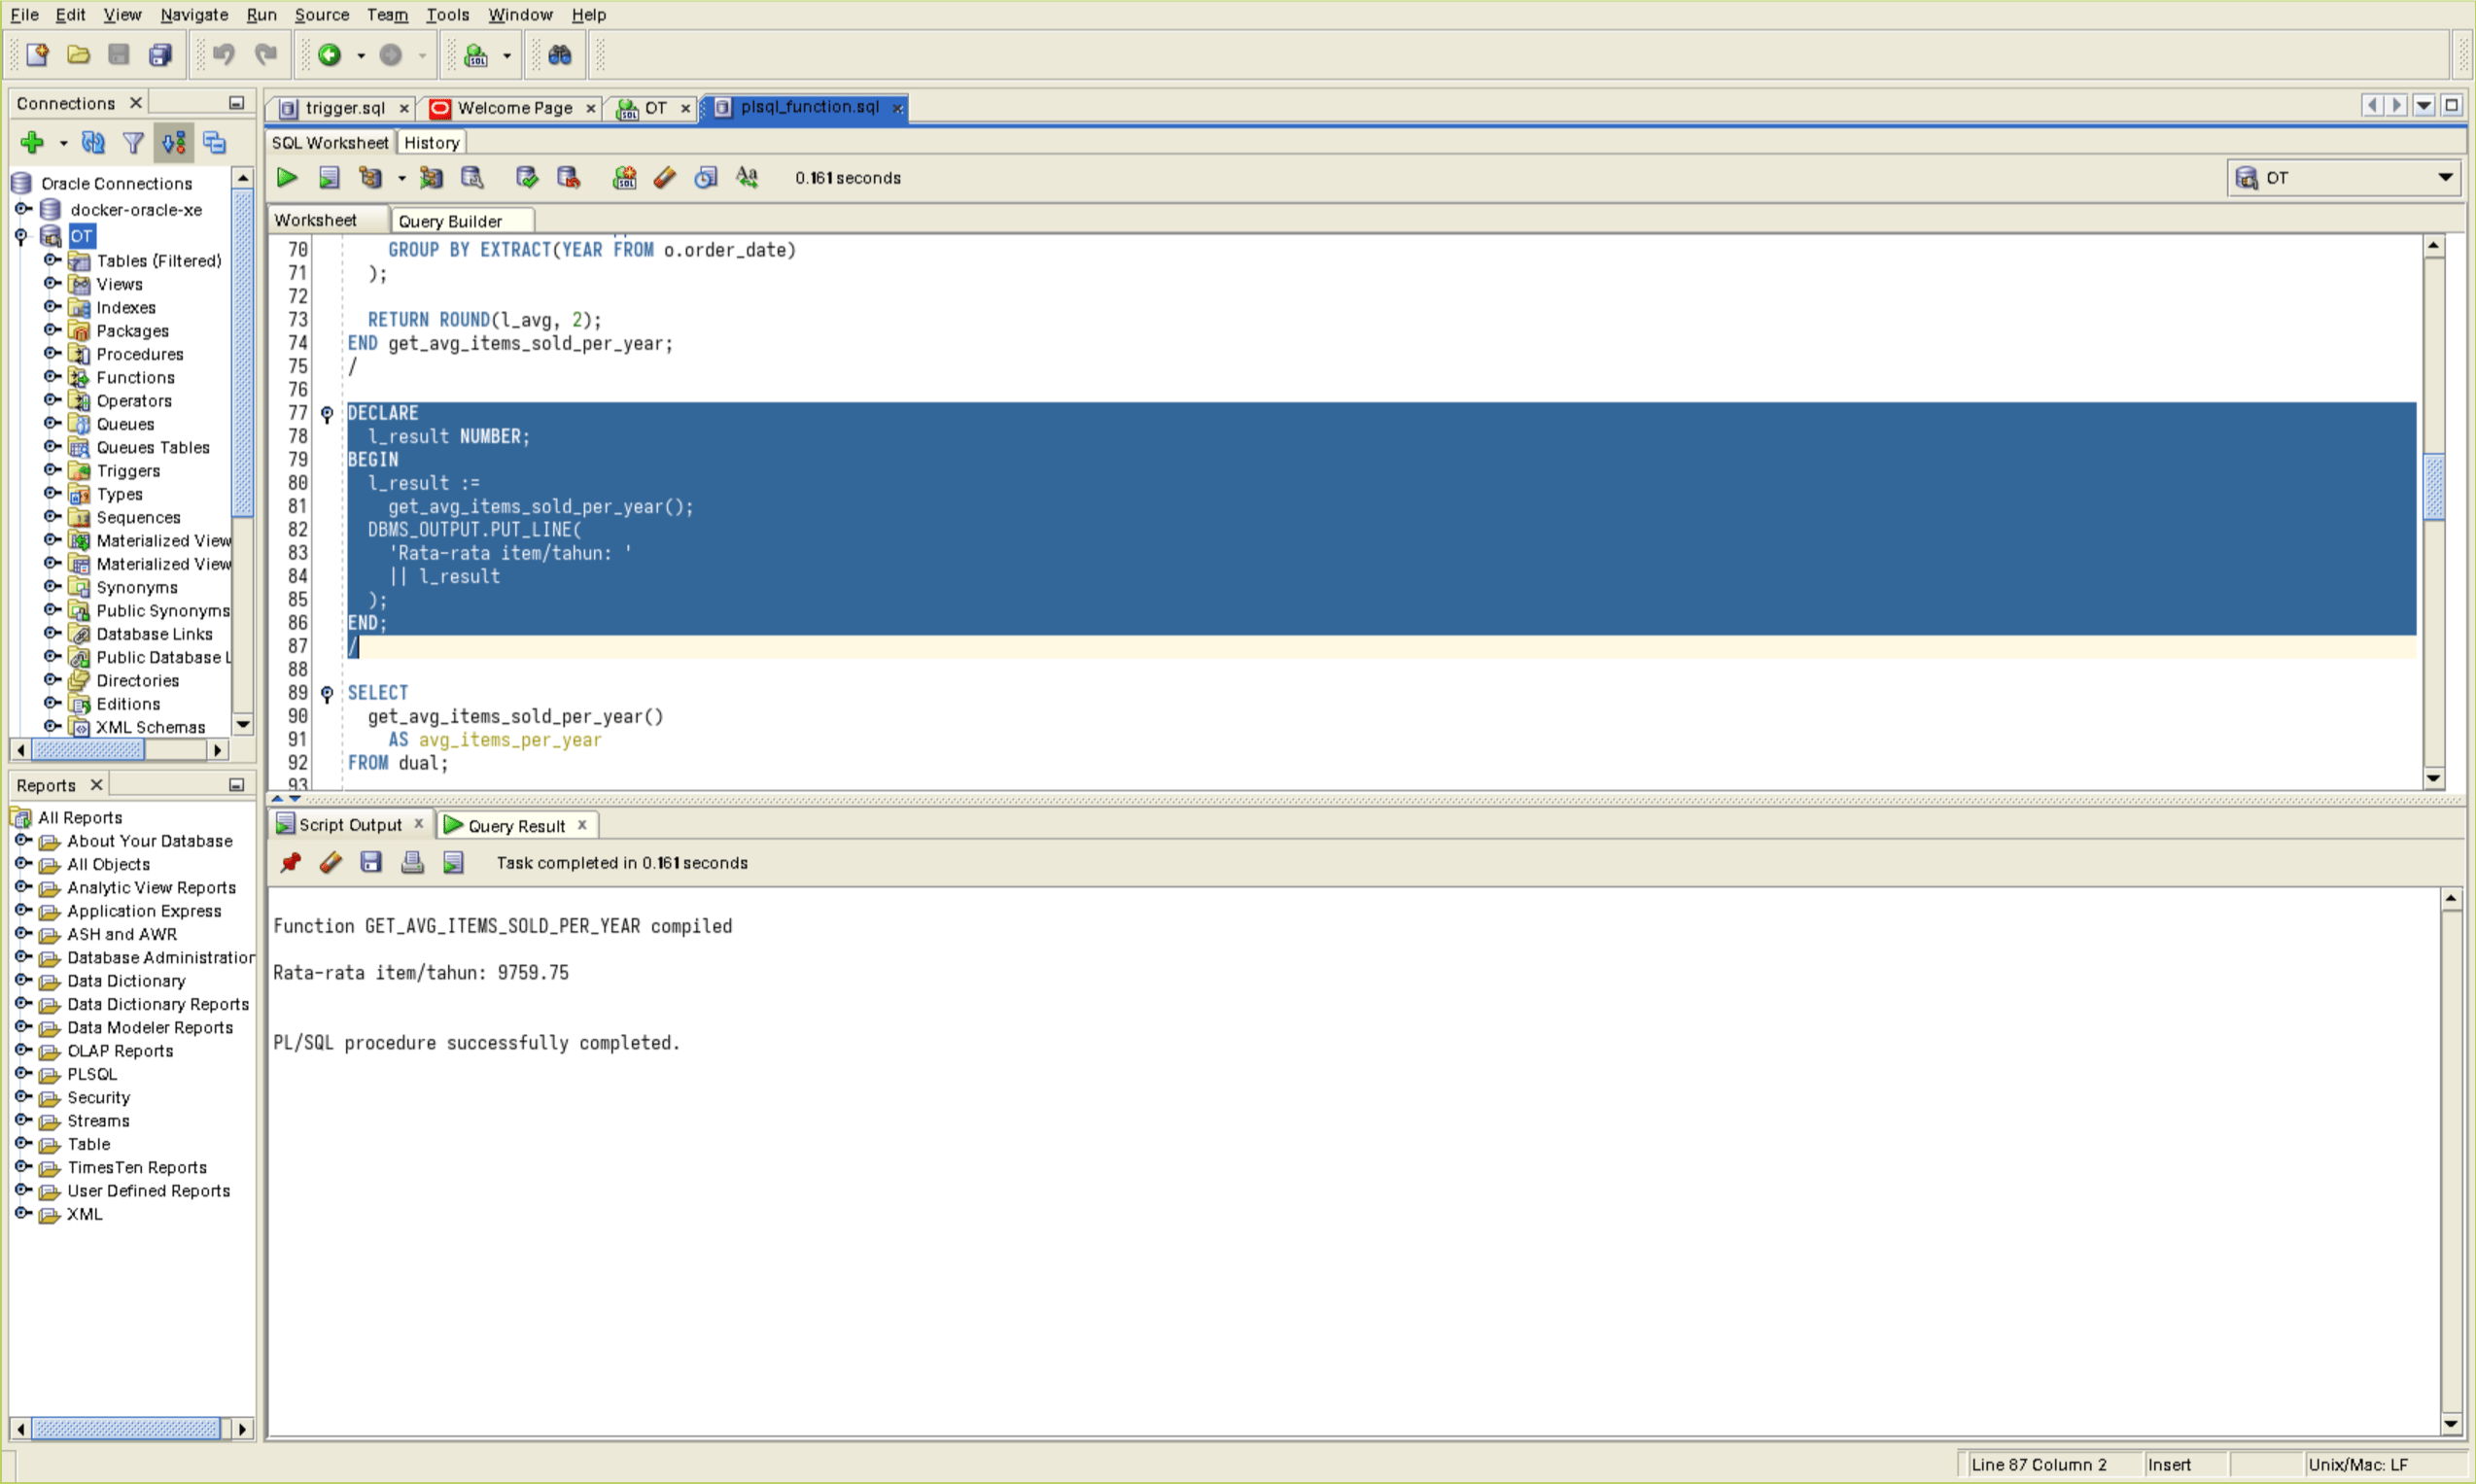 File Edit View Navigate Run Source Team Tools Window Help
Connections
Oracle Connections
docker-oracle-xe
OT
Tables (Filtered)
Views
Indexes
Packages
Procedures
Functions
Operators
Queues
Queues Tables
Triggers
Types
Sequences
Materialized View
Materialized View
Synonyms
Public Synonyms
Database Links
Public Database L
Directories
Editions
XML Schemas
Reports
All Reports
About Your Database
All Objects
Analytic View Reports
Application Express
ASH and AWR
Database Administration
Data Dictionary
Data Dictionary Reports
Data Modeler Reports
OLAP Reports
PLSQL
Security
Streams
Table
TimesTen Reports
User Defined Reports
XML
trigger.sql Welcome Page OT plsql_function.sql
SQL Worksheet History
0.161 seconds
OT
Worksheet Query Builder
70 GROUP BY EXTRACT(YEAR FROM o.order_date)
71 );
72
73 RETURN ROUND(l_avg, 2);
74 END get_avg_items_sold_per_year;
75 /
76
77 DECLARE
78 l_result NUMBER;
79 BEGIN
80 l_result :=
81 get_avg_items_sold_per_year();
82 DBMS_OUTPUT.PUT_LINE(
83 'Rata-rata item/tahun: '
84 || l_result
85 );
86 END;
87 /
88
89 SELECT
90 get_avg_items_sold_per_year()
91 AS avg_items_per_year
92 FROM dual;
93
Script Output Query Result
Task completed in 0.161 seconds
Function GET_AVG_ITEMS_SOLD_PER_YEAR compiled
Rata-rata item/tahun: 9759.75
PL/SQL procedure successfully completed.
Line 87 Column 2 Insert Unix/Mac: LF